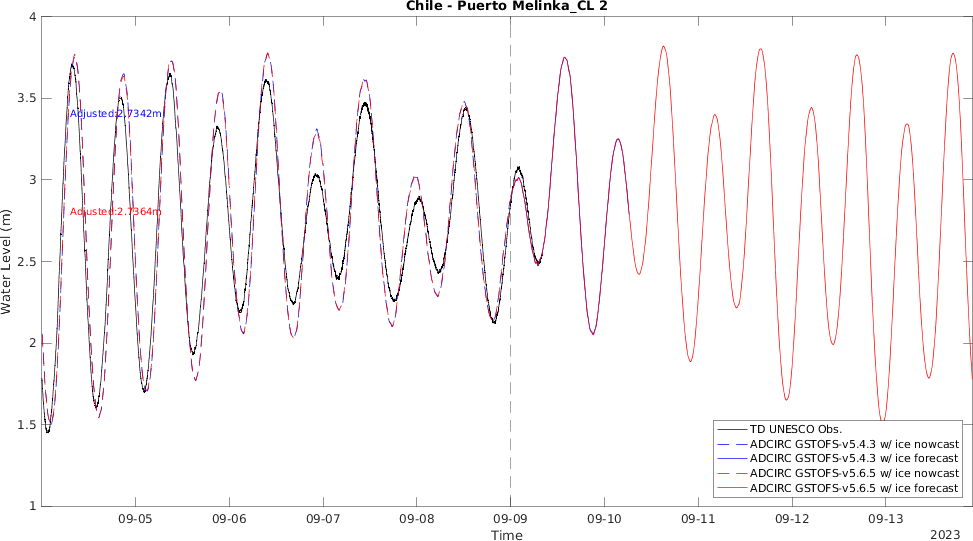 Chile - Puerto Melinka_CL 2
4
3.5
3
2.5
2
1.5
1
Water Level (m)
Adjusted:2.7342m
Adjusted:2.7364m
TD UNESCO Obs.
ADCIRC GSTOFS-v5.4.3 w/ ice nowcast
ADCIRC GSTOFS-v5.4.3 w/ ice forecast
ADCIRC GSTOFS-v5.6.5 w/ ice nowcast
ADCIRC GSTOFS-v5.6.5 w/ ice forecast
09-05 09-06 09-07 09-08 09-09 09-10 09-11 09-12 09-13
Time
2023